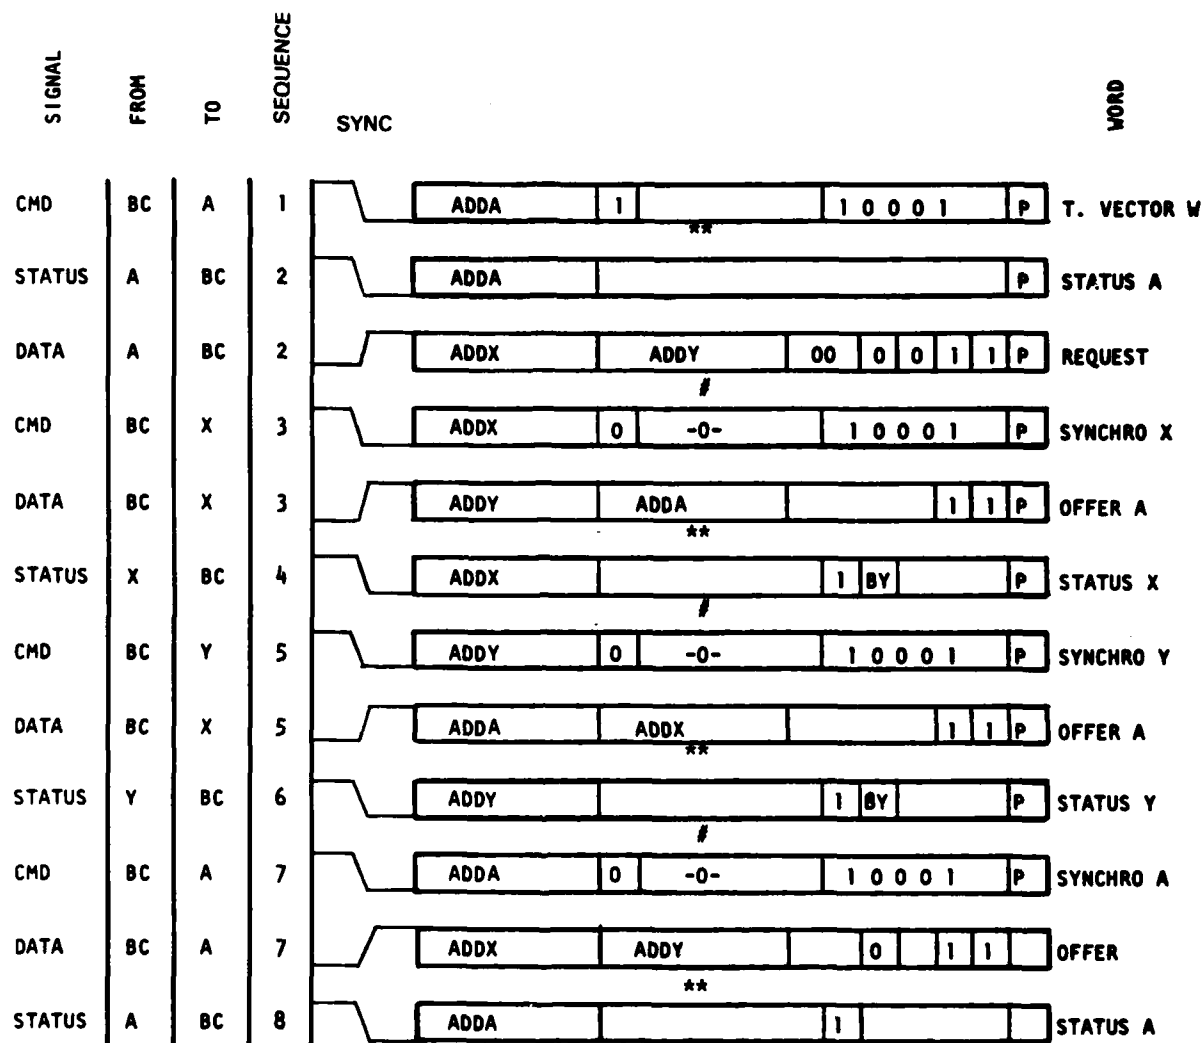 SIGNAL FROM TO SEQUENCE SYNC WORD
CMD BC A 1 ADDA 1 1 0 0 0 1 P T. VECTOR W
**
STATUS A BC 2 ADDA P STATUS A
DATA A BC 2 ADDX ADDY 00 0 0 1 1 P REQUEST
#
CMD BC X 3 ADDX 0 -0- 1 0 0 0 1 P SYNCHRO X
DATA BC X 3 ADDY ADDA 1 1 P OFFER A
**
STATUS X BC 4 ADDX 1 BY P STATUS X
#
CMD BC Y 5 ADDY 0 -0- 1 0 0 0 1 P SYNCHRO Y
DATA BC X 5 ADDA ADDX 1 1 P OFFER A
**
STATUS Y BC 6 ADDY 1 BY P STATUS Y
#
CMD BC A 7 ADDA 0 -0- 1 0 0 0 1 P SYNCHRO A
DATA BC A 7 ADDX ADDY 0 1 1 OFFER
**
STATUS A BC 8 ADDA 1 STATUS A